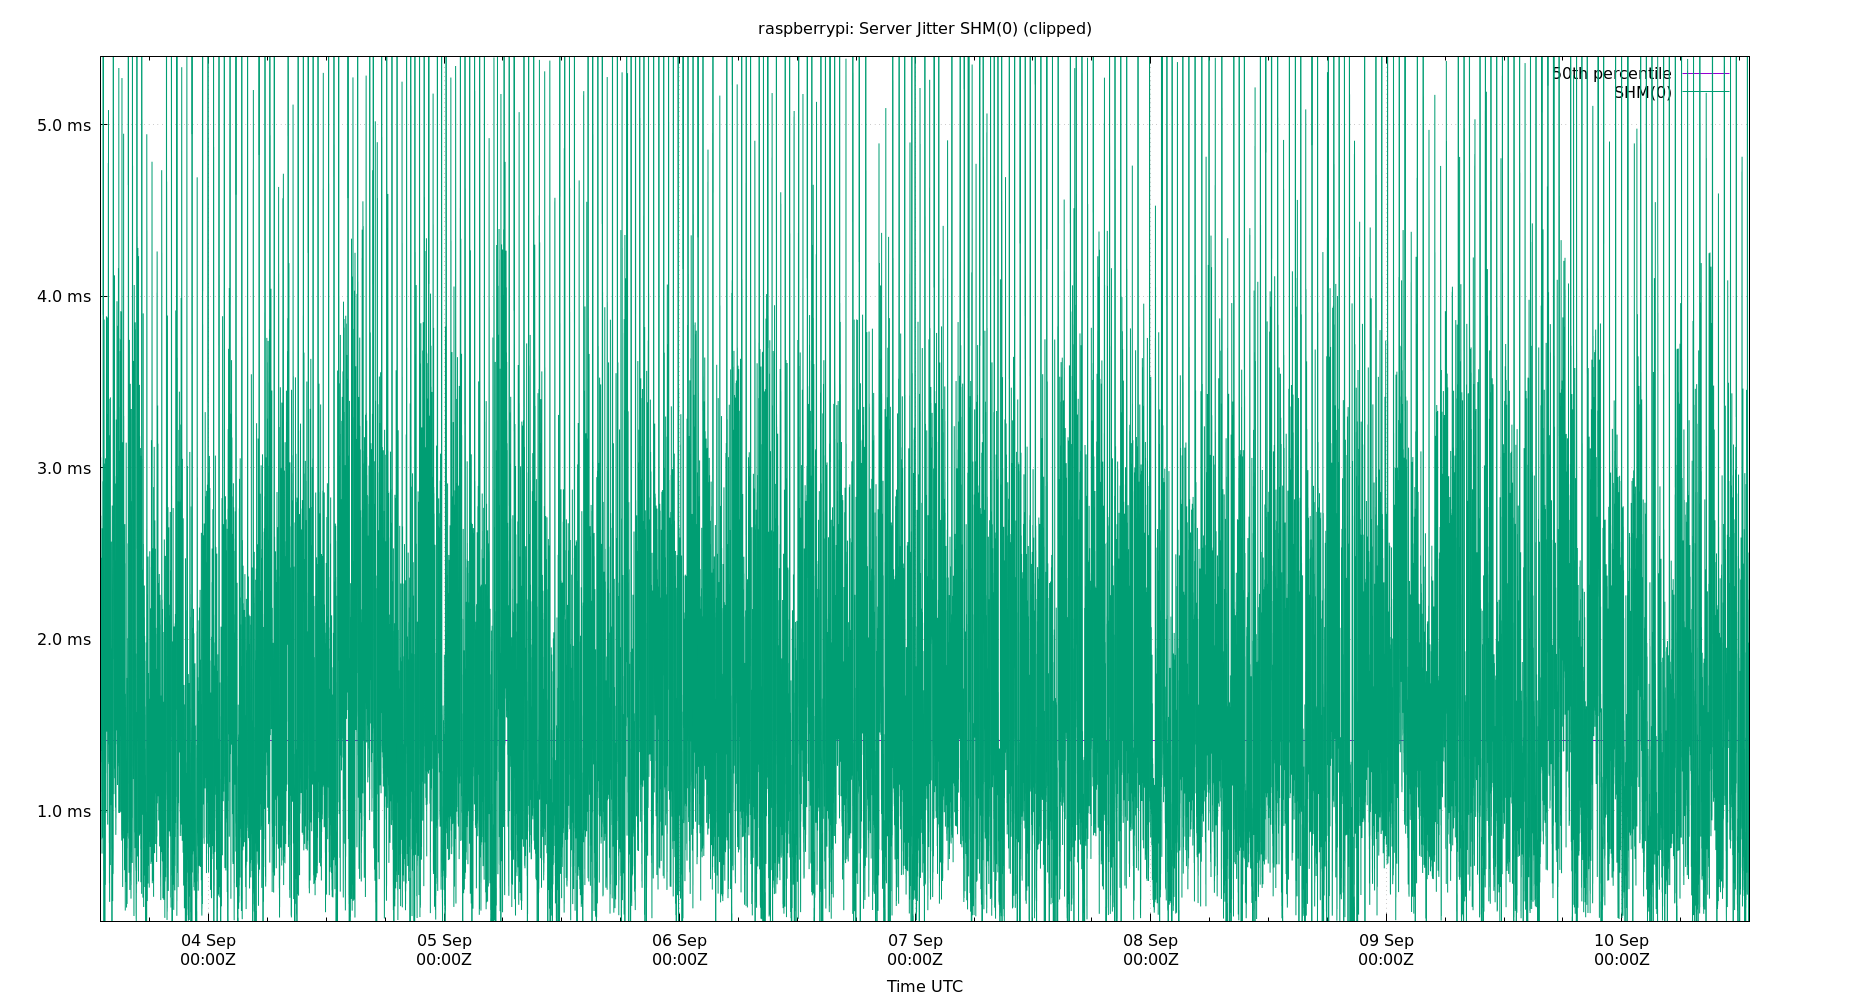 raspberrypi: Server Jitter SHM(0) (clipped)
50th percentile
SHM(0)
5.0 ms
4.0 ms
3.0 ms
2.0 ms
1.0 ms
04 Sep 05 Sep 06 Sep 07 Sep 08 Sep 09 Sep 10 Sep
00:00Z 00:00Z 00:00Z 00:00Z 00:00Z 00:00Z 00:00Z
Time UTC